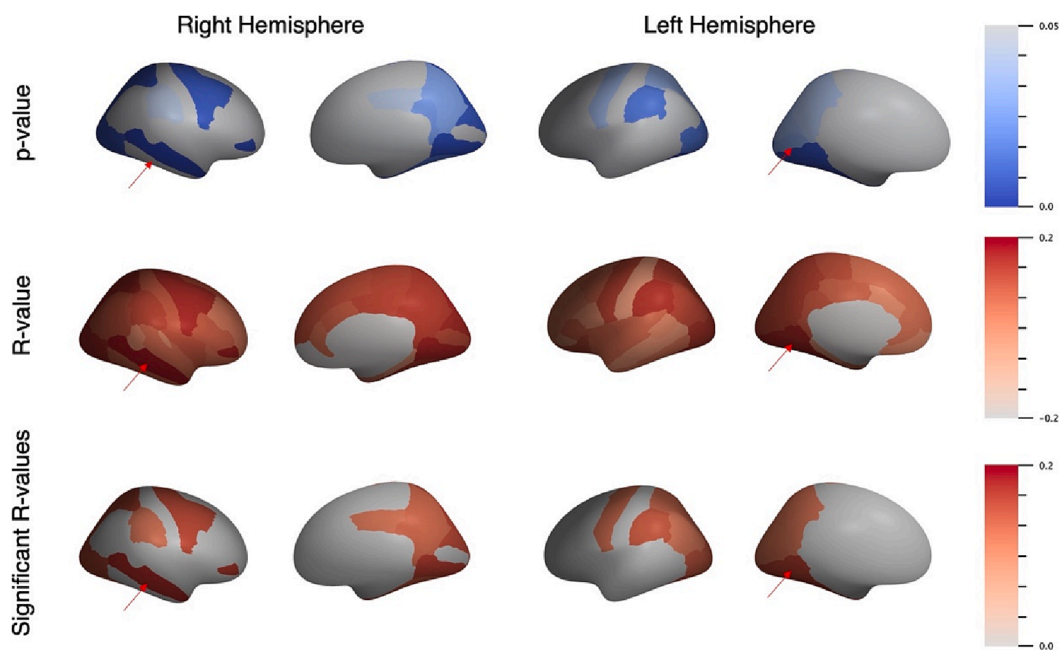 Right Hemisphere
Left Hemisphere
p-value
0.05
0.0
R-value
0.2
-0.2
Significant R-values
0.2
0.0